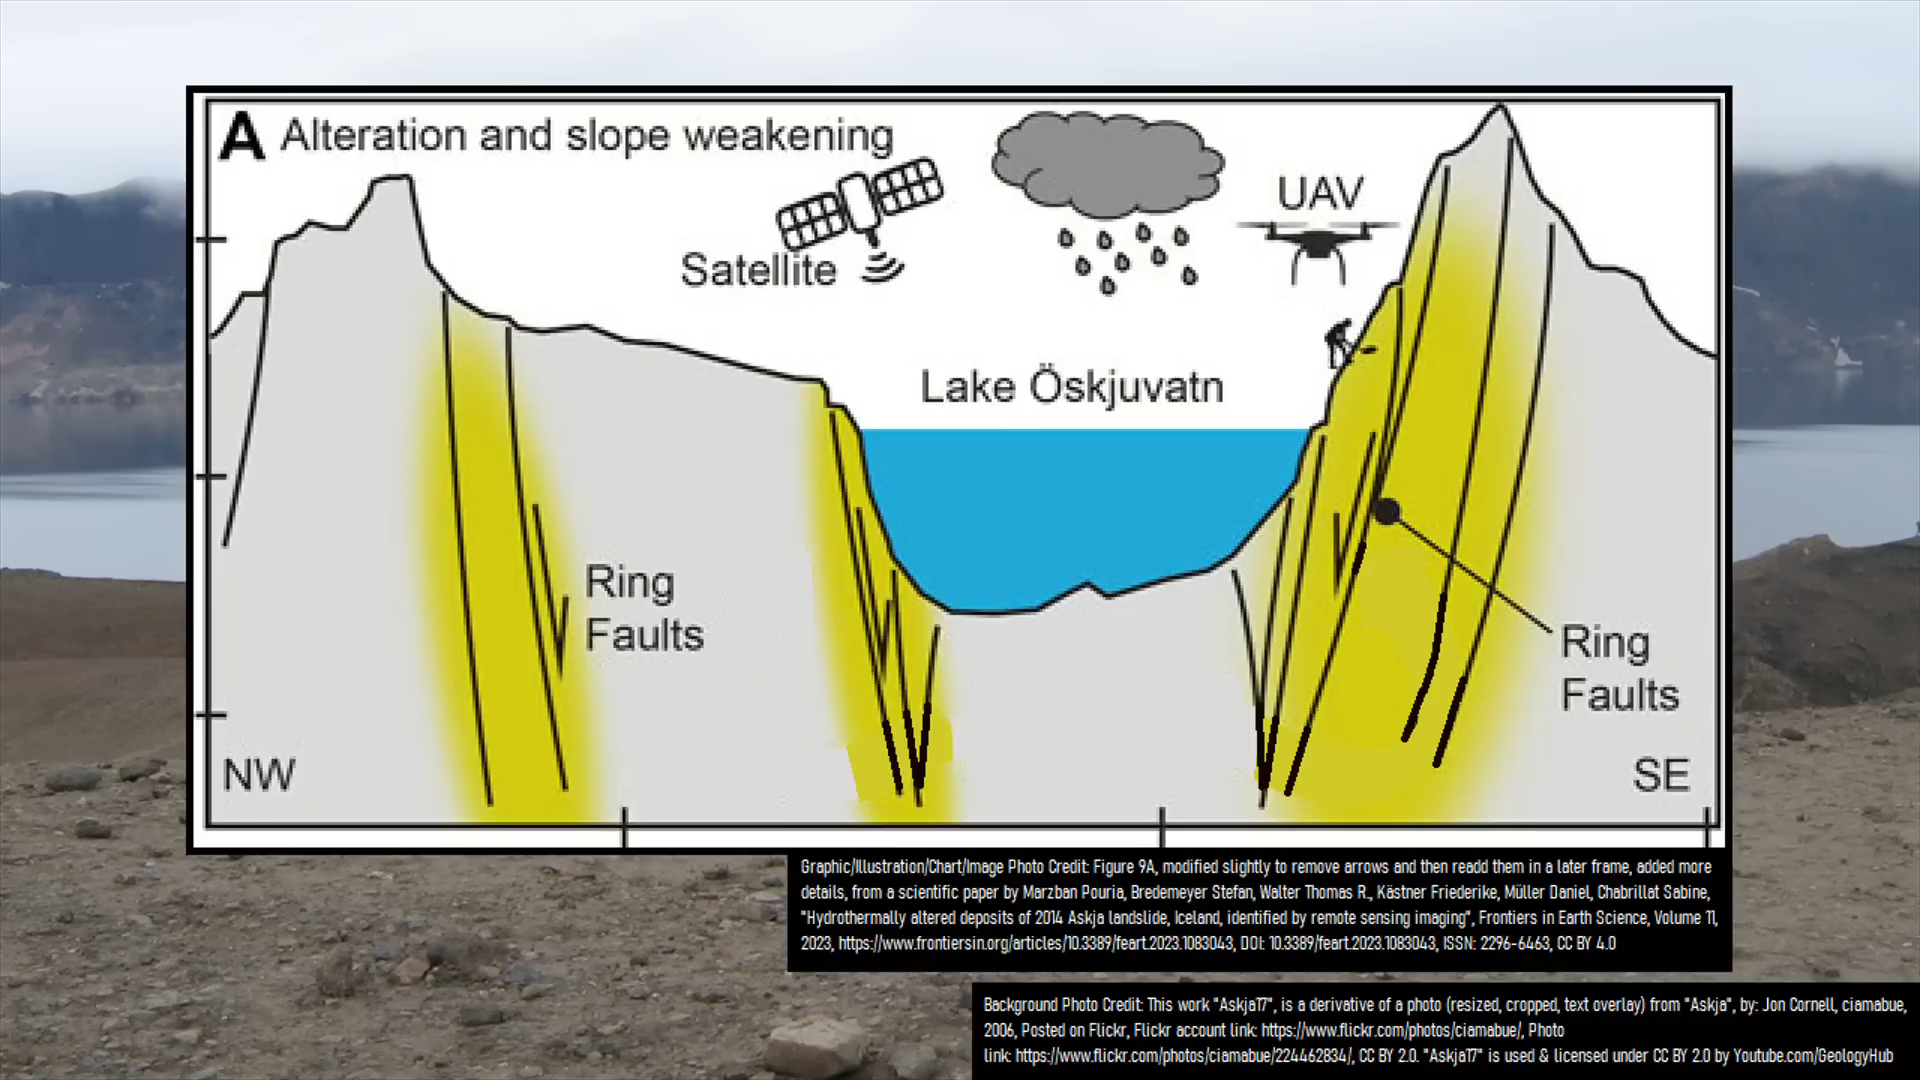 A Alteration and slope weakening
UAV
Satellite
Lake Öskjuvatn
Ring
Faults
Ring
Faults
NW
SE
Graphic/Illustration/Chart/Image Photo Credit: Figure 9A, modified slightly to remove arrows and then readd them in a later frame, added more
details, from a scientific paper by Marzban Pouria, Bredemeyer Stefan, Walter Thomas R., Kästner Friederike, Müller Daniel, Chabrillat Sabine,
"Hydrothermally altered deposits of 2014 Askja landslide, Iceland, identified by remote sensing imaging", Frontiers in Earth Science, Volume 11,
2023, https://www.frontiersin.org/articles/10.3389/feart.2023.1083043, DOI: 10.3389/feart.2023.1083043, ISSN: 2296-6463, CC BY 4.0
Background Photo Credit: This work "Askja17", is a derivative of a photo (resized, cropped, text overlay) from "Askja", by: Jon Cornell, ciamabue,
2006, Posted on Flickr, Flickr account link: https://www.flickr.com/photos/ciamabue/, Photo
link: https://www.flickr.com/photos/ciamabue/224462834/, CC BY 2.0. "Askja17" is used & licensed under CC BY 2.0 by Youtube.com/GeologyHub